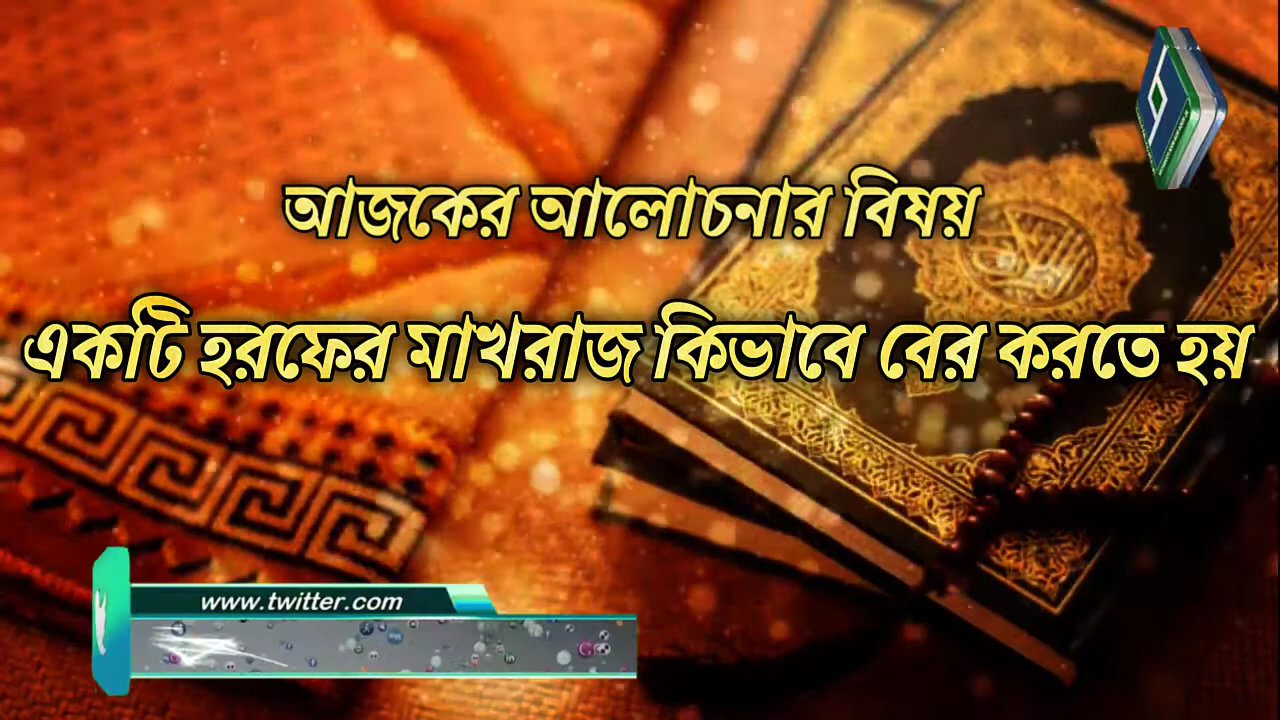 আজকের আলোচনার বিষয়
একটি হরফের মাখরাজ কিভাবে বের করতে হয়
www.twitter.com